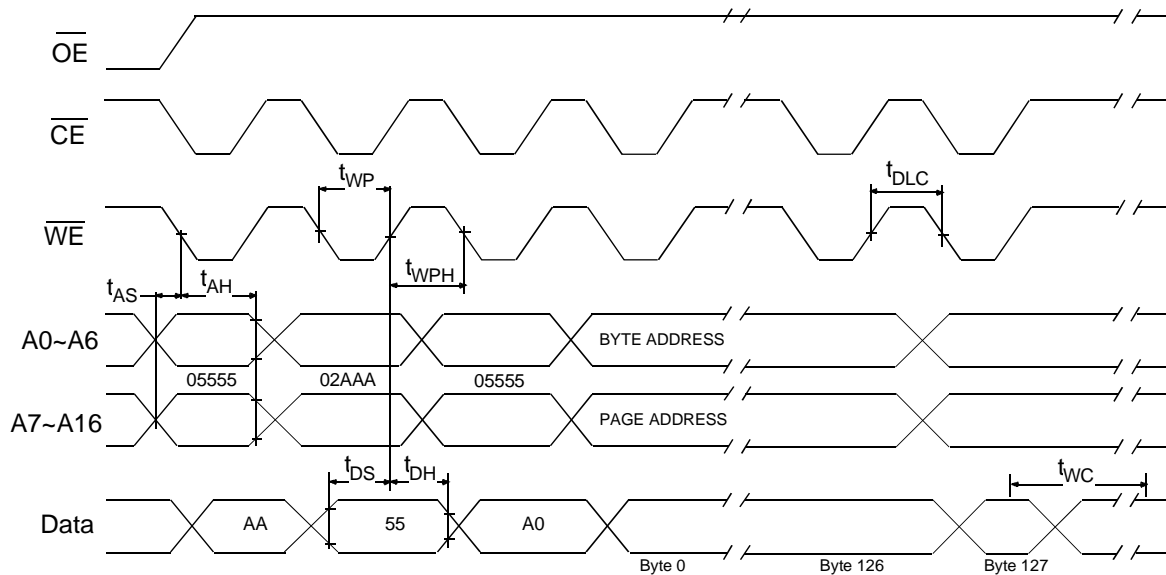 OE
CE
tWP
tDLC
WE
tWPH
tAS
tAH
A0~A6
BYTE ADDRESS
05555
02AAA
05555
A7~A16
PAGE ADDRESS
tDS
tDH
tWC
Data
AA
55
A0
Byte 0
Byte 126
Byte 127